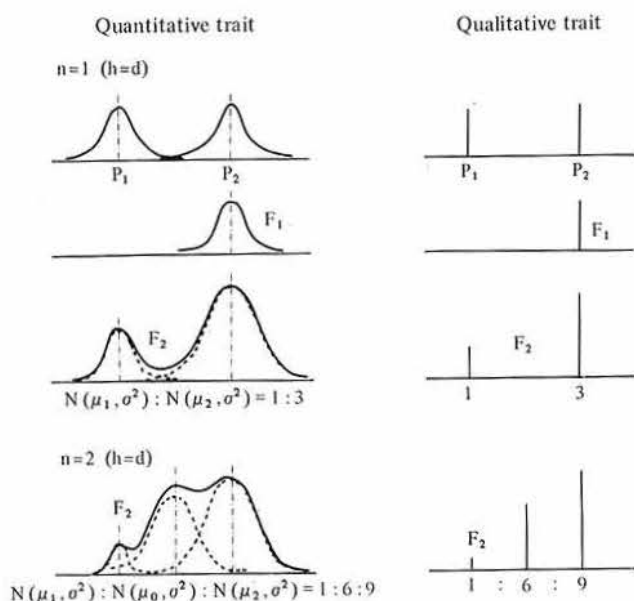 Quantitative trait
Qualitative trait
n=1 (h=d)
P₁ P₂
P₁ P₂
F₁
F₁
F₂
F₂
1 3
N(μ₁,σ²) : N(μ₂,σ²) = 1 : 3
n=2 (h=d)
F₂
F₂
1 : 6 : 9
N(μ₁,σ²) : N(μ₀,σ²) : N(μ₂,σ²) = 1 : 6 : 9